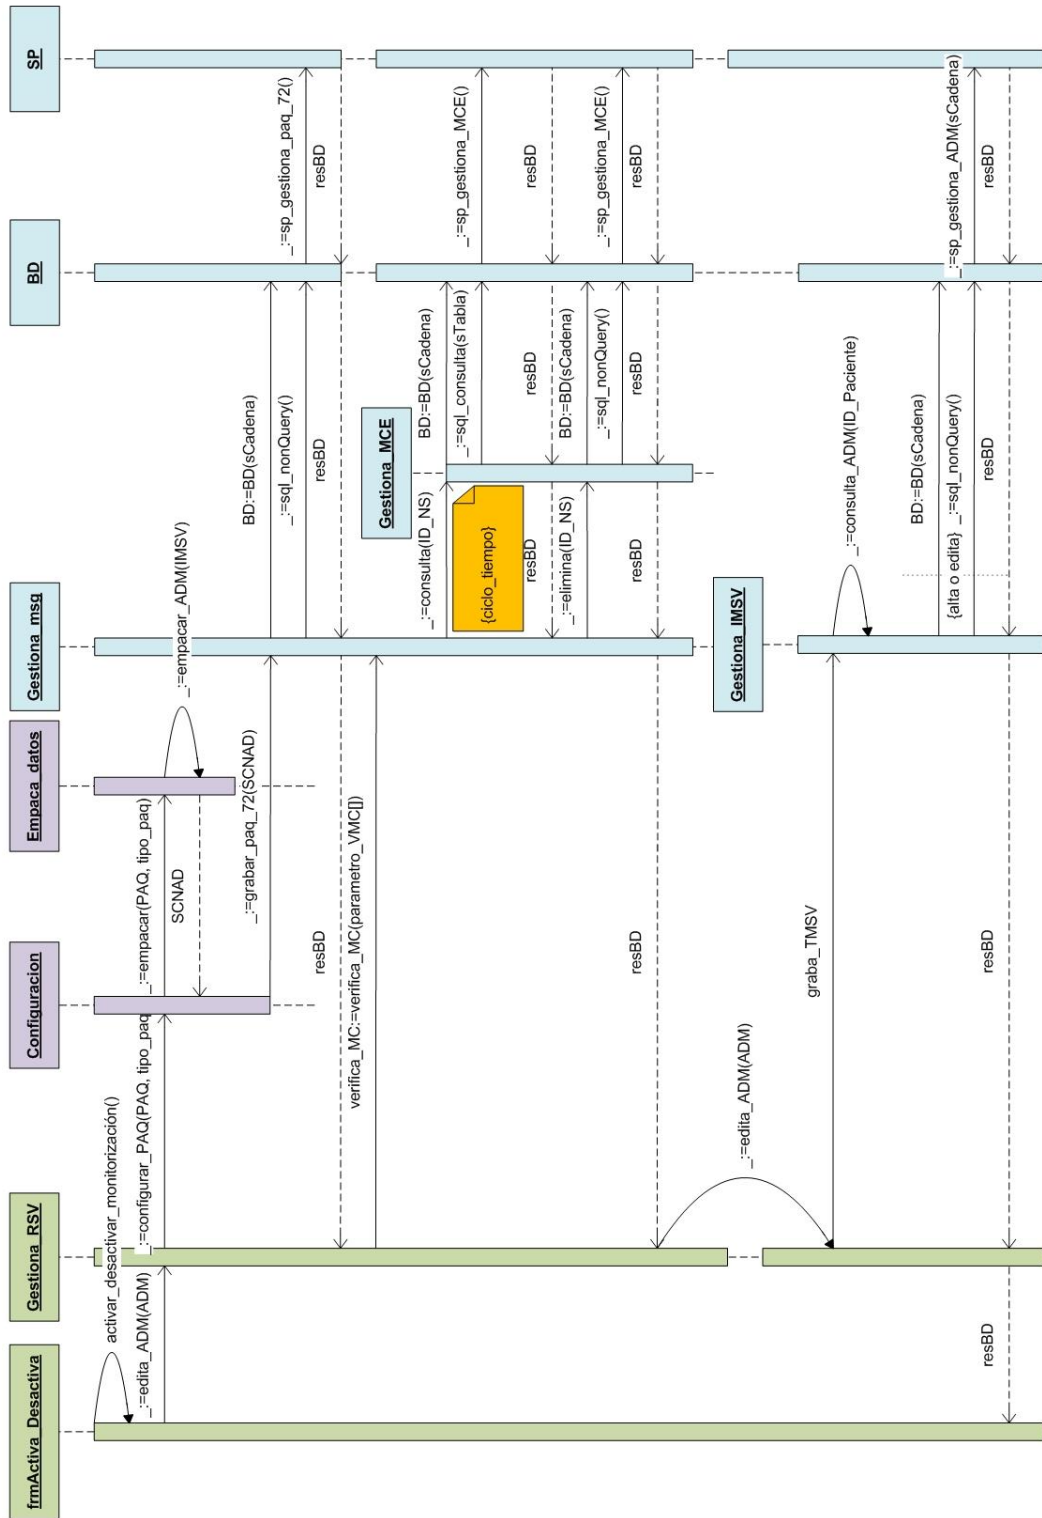 frmActiva_Desactiva
Gestiona_RSV
Configuracion
Empaca_datos
Gestiona_msg
BD
SP
activar_desactivar_monitorización()
_:=edita_ADM(ADM)
_:=configurar_PAQ(PAQ, tipo_paq
_:=empacar(PAQ, tipo_paq)
_:=empacar_ADM(IMSV)
SCNAD
_:=grabar_paq_72(SCNAD)
BD:=BD(sCadena)
_:=sql_nonQuery()
_:=sp_gestiona_paq_72()
resBD
resBD
resBD
verifica_MC:=verifica_MC(parametro_VMC[])
Gestiona_MCE
_:=consulta(ID_NS)
BD:=BD(sCadena)
_:=sql_consulta(sTabla)
_:=sp_gestiona_MCE()
{ciclo_tiempo}
resBD
resBD
resBD
_:=elimina(ID_NS)
BD:=BD(sCadena)
_:=sql_nonQuery()
_:=sp_gestiona_MCE()
resBD
resBD
resBD
resBD
_:=edita_ADM(ADM)
Gestiona_IMSV
graba_TMSV
_:=consulta_ADM(ID_Paciente)
BD:=BD(sCadena)
{alta o edita}
_:=sql_nonQuery()
_:=sp_gestiona_ADM(sCadena)
resBD
resBD
resBD
resBD